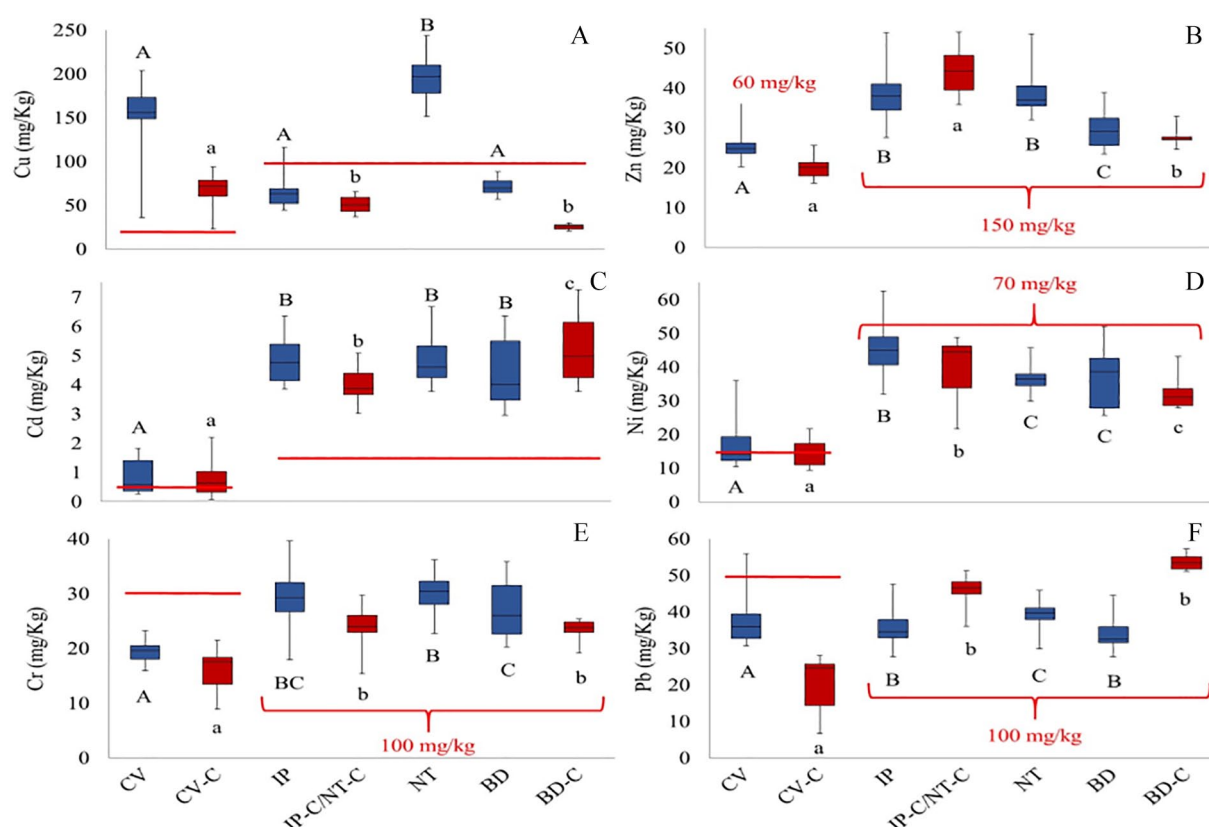 A
Cu (mg/Kg)
250
200
150
100
50
0
A
a
A
b
B
A
b
B
Zn (mg/Kg)
50
40
30
20
10
0
60 mg/kg
A
a
B
a
B
C
b
150 mg/kg
C
Cd (mg/Kg)
7
6
5
4
3
2
1
0
A
a
B
b
B
B
c
D
Ni (mg/Kg)
60
50
40
30
20
10
0
70 mg/kg
A
a
B
b
C
C
c
E
Cr (mg/Kg)
40
30
20
10
0
A
a
BC
b
B
C
b
100 mg/kg
CV
CV-C
IP
IP-C/NT-C
NT
BD
BD-C
F
Pb (mg/Kg)
60
50
40
30
20
10
0
A
a
B
b
C
B
b
100 mg/kg
CV
CV-C
IP
IP-C/NT-C
NT
BD
BD-C